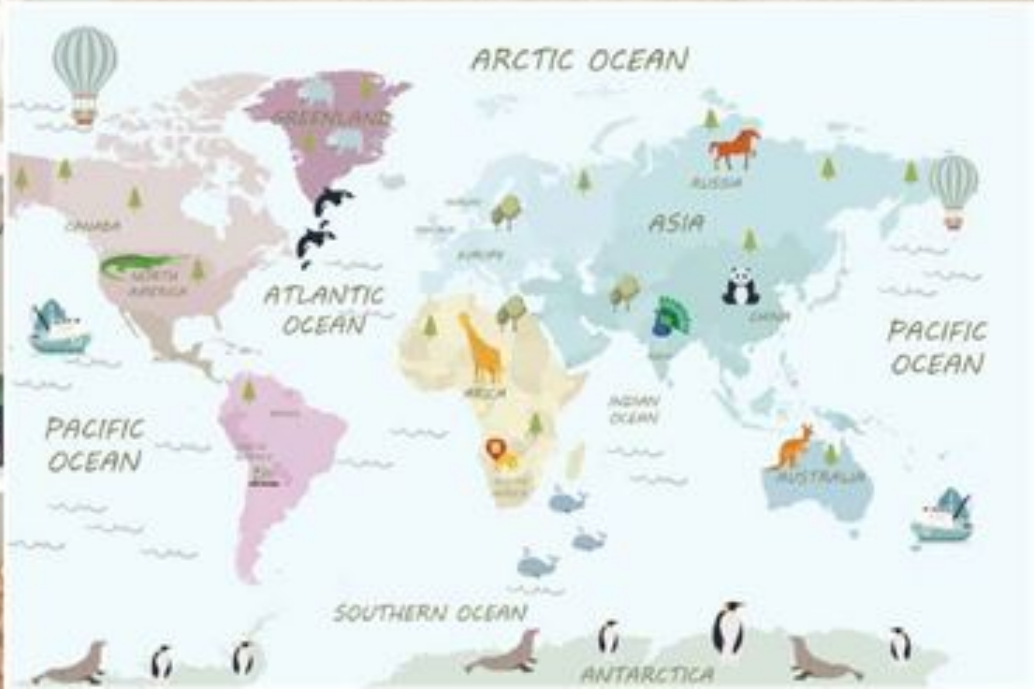 ARCTIC OCEAN
GREENLAND
RUSSIA
CANADA
ASIA
EUROPE
NORTH
AMERICA
ATLANTIC
OCEAN
CHINA
PACIFIC
OCEAN
ARICA
INDIAN
OCEAN
PACIFIC
OCEAN
AUSTRALIA
SOUTHERN OCEAN
ANTARCTICA